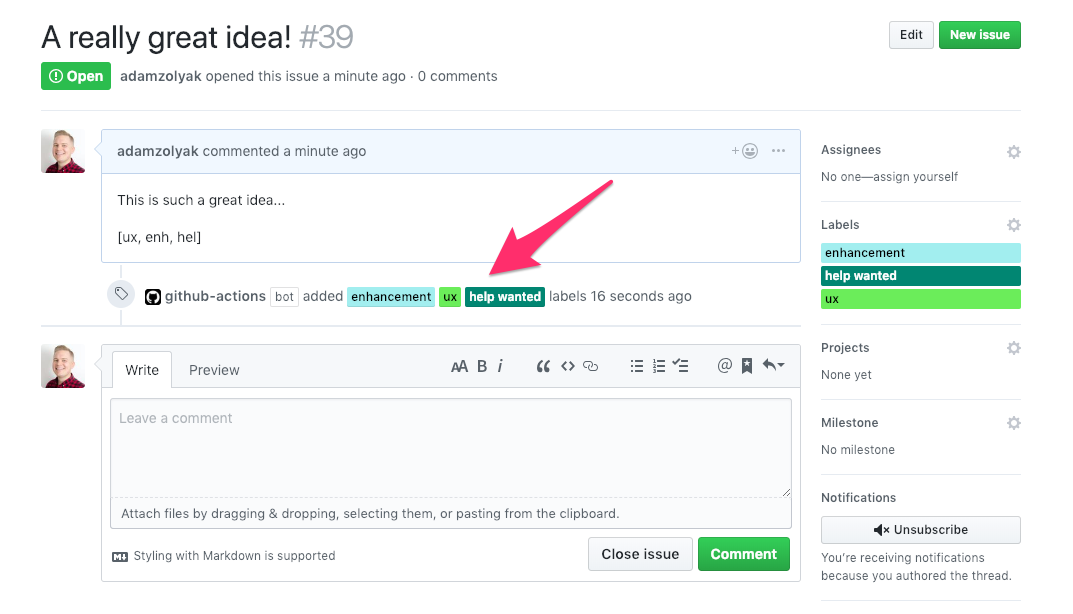 A really great idea! #39
Edit
New issue
Open
adamzolyak opened this issue a minute ago · 0 comments
adamzolyak commented a minute ago
This is such a great idea...
[ux, enh, hel]
github-actions bot added enhancement ux help wanted labels 16 seconds ago
Write
Preview
Leave a comment
Attach files by dragging & dropping, selecting them, or pasting from the clipboard.
Styling with Markdown is supported
Close issue
Comment
Assignees
No one—assign yourself
Labels
enhancement
help wanted
ux
Projects
None yet
Milestone
No milestone
Notifications
Unsubscribe
You're receiving notifications
because you authored the thread.